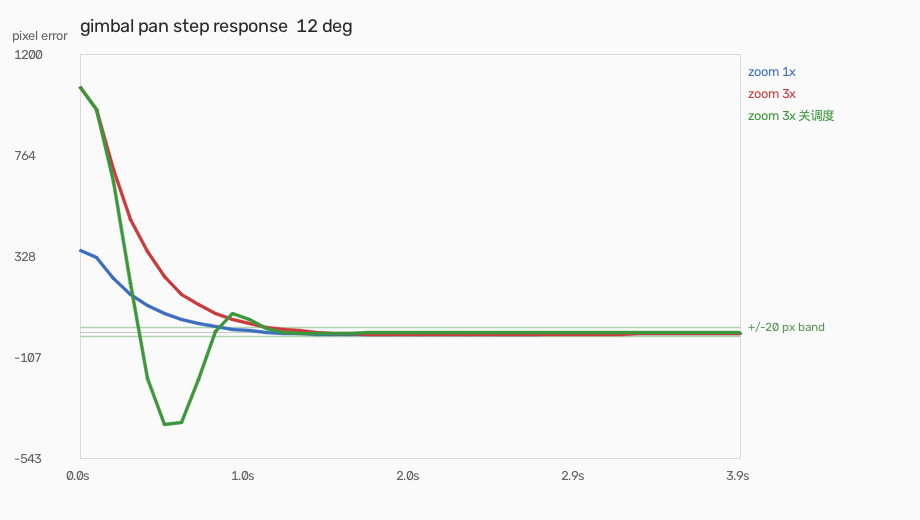 gimbal pan step response 12 deg
pixel error
1200
764
328
-107
-543
0.0s
1.0s
2.0s
2.9s
3.9s
zoom 1x
zoom 3x
zoom 3x 关调度
+/-20 px band